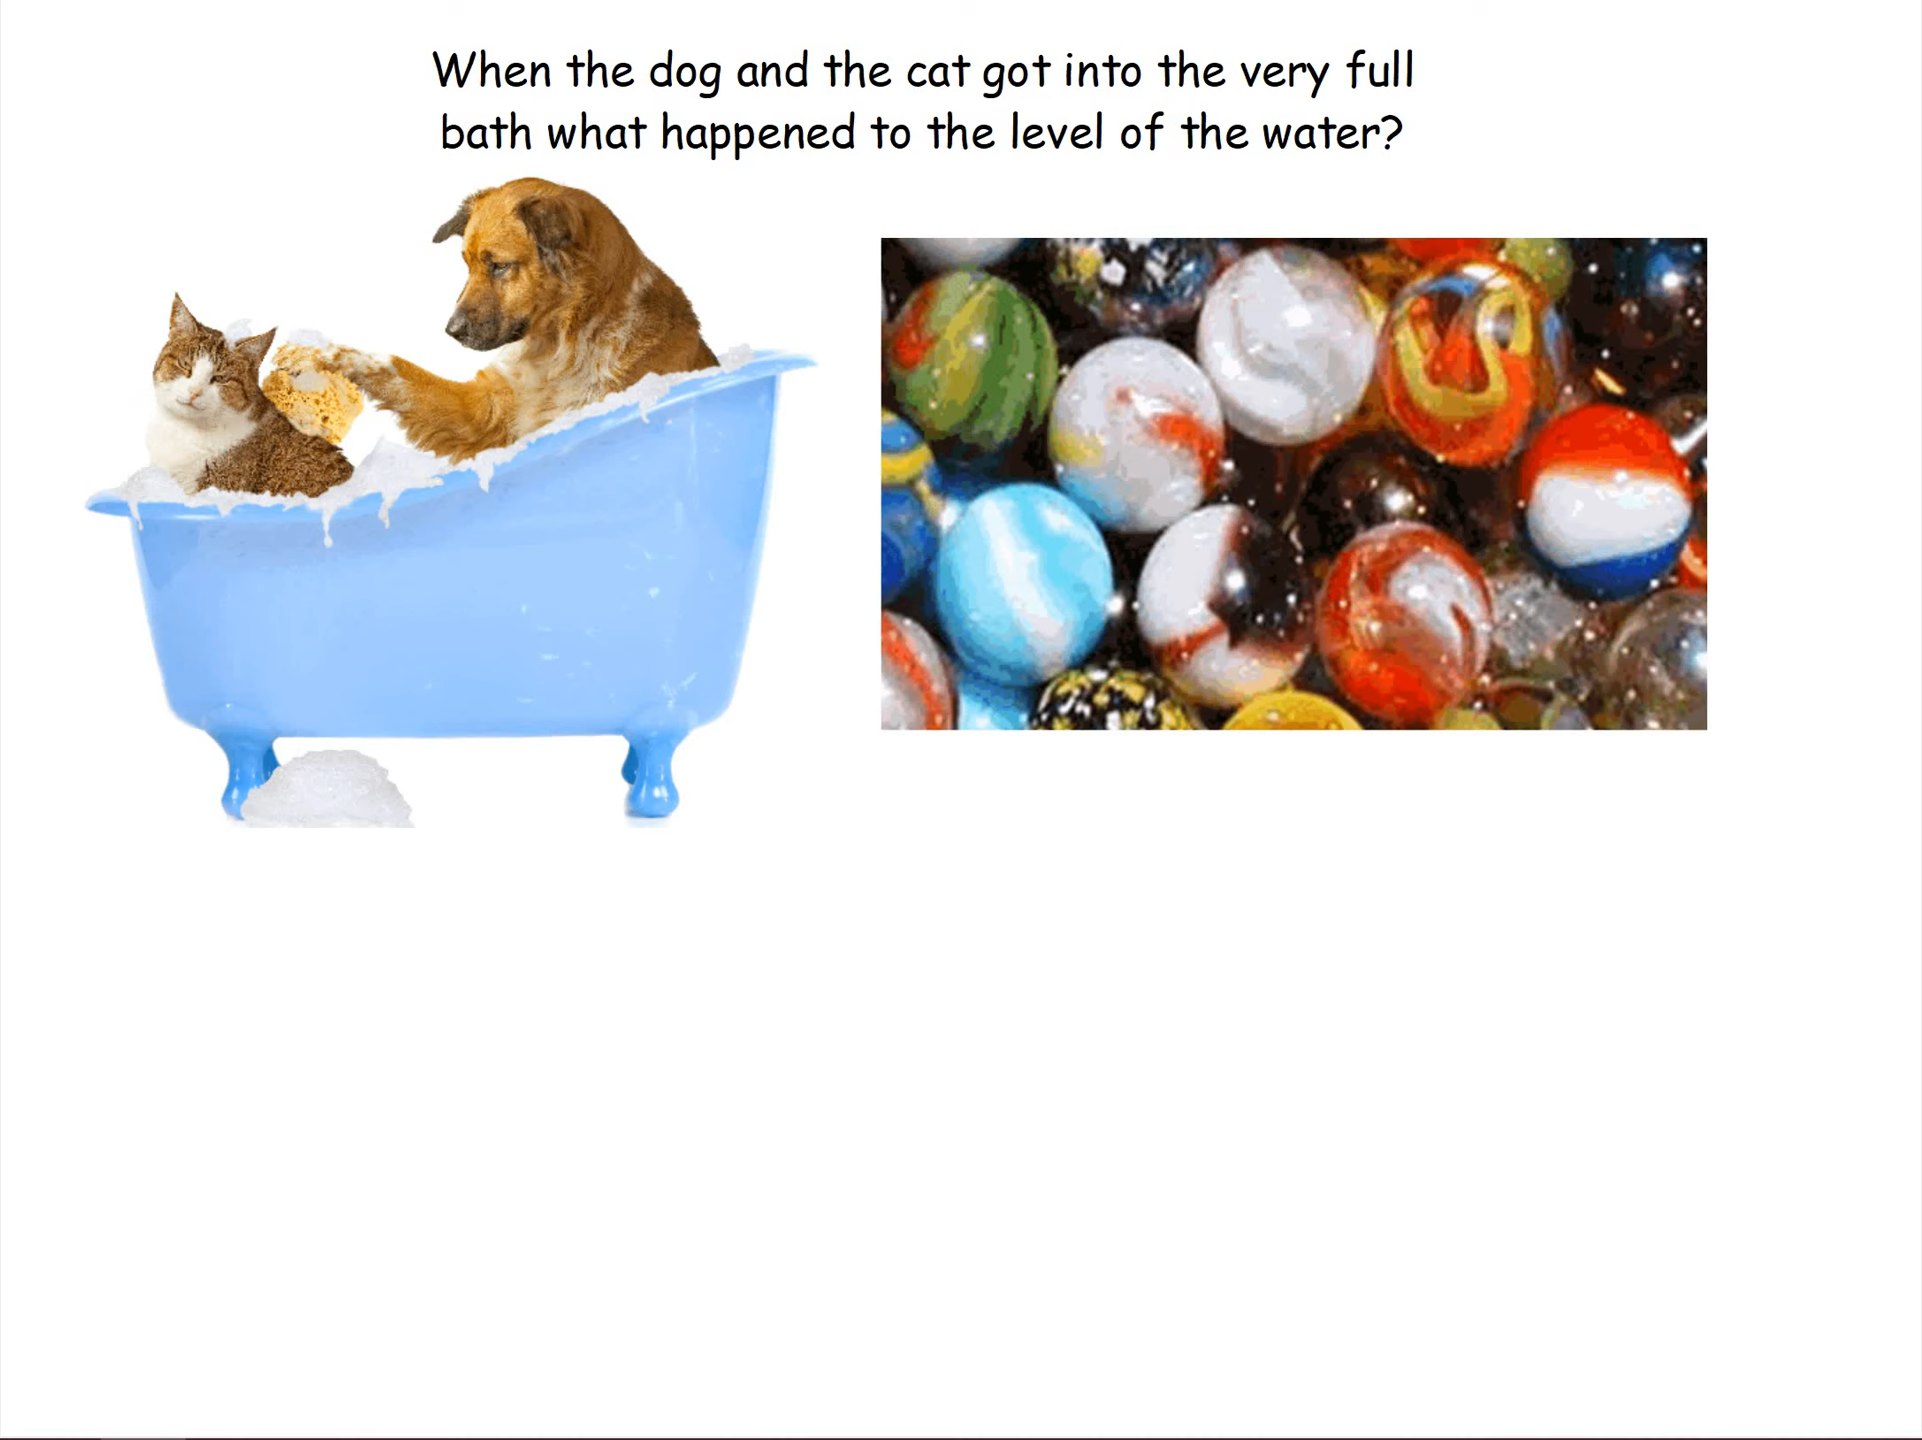 When the dog and the cat got into the very full
bath what happened to the level of the water?